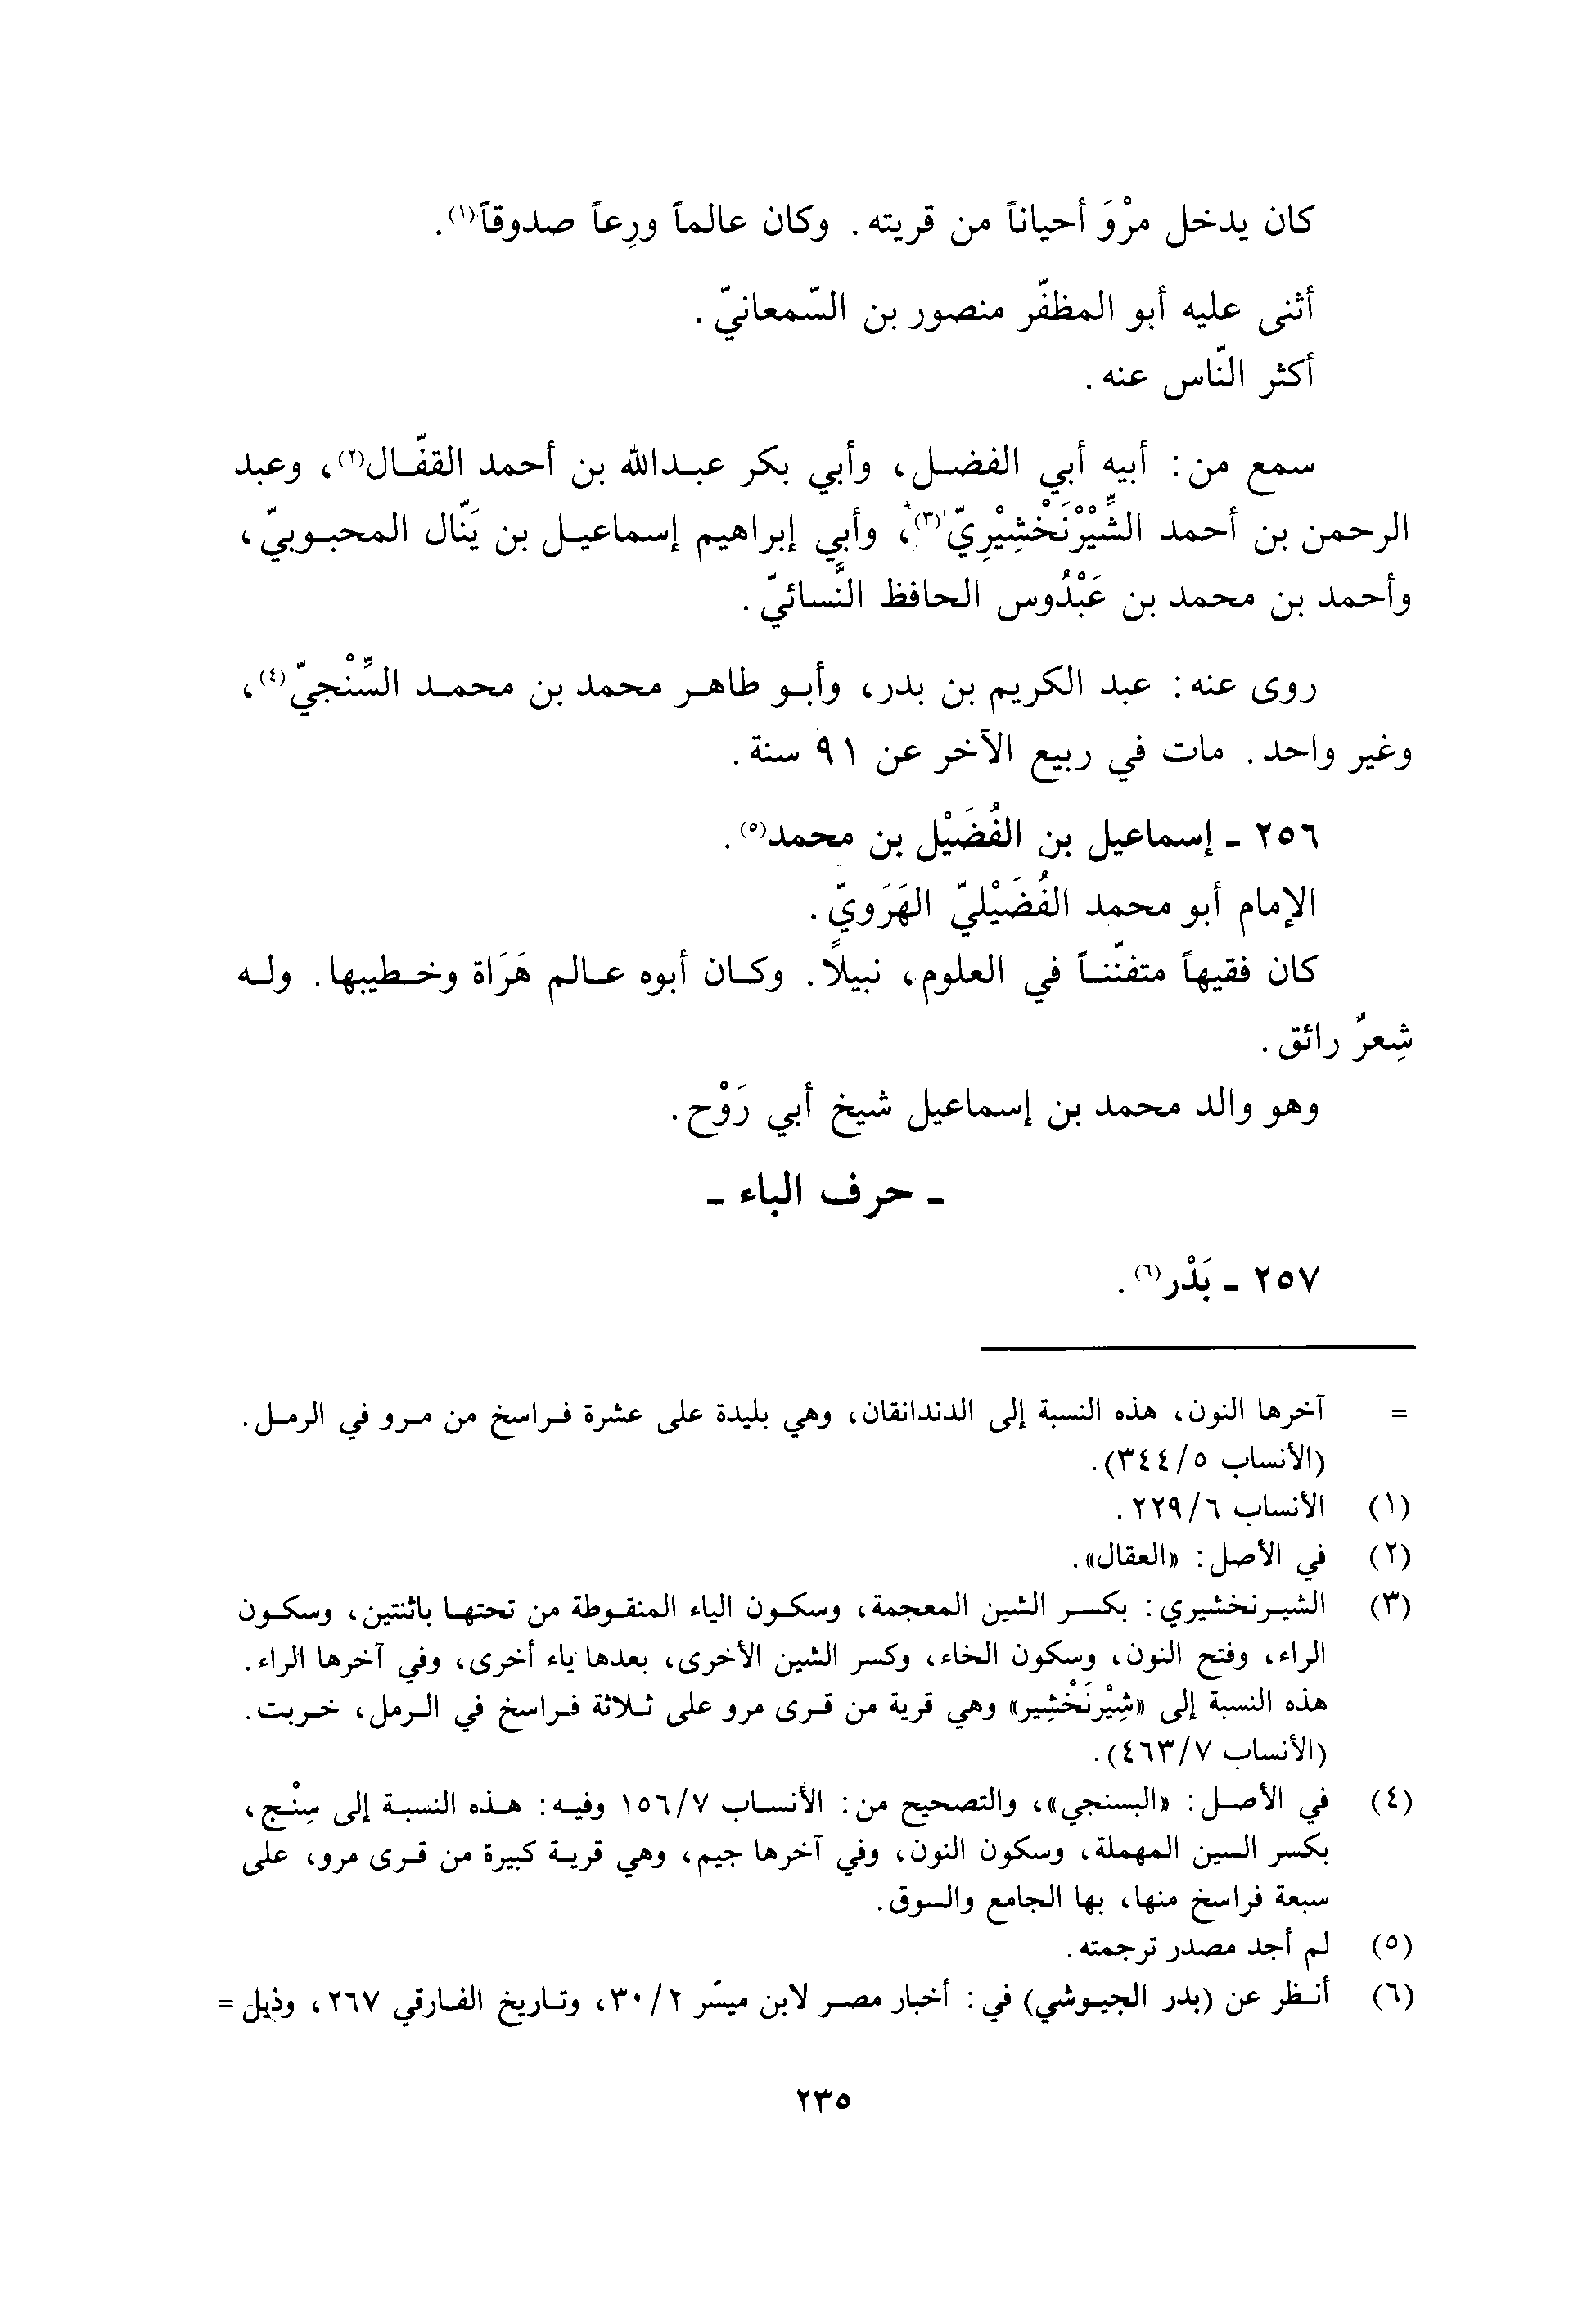 كان يدخل مرْوَ أحياناً من قريته. وكان عالماً ورِعاً صدوقاً(١).
أثنى عليه أبو المظفّر منصور بن السّمعانيّ.
أكثر النّاس عنه.
سمع من: أبيه أبي الفضل، وأبي بكر عبدالله بن أحمد القفّال(٢)، وعبد
الرحمن بن أحمد الشِّيْرْنَخْشِيْرِيّ(٣)، وأبي إبراهيم إسماعيل بن يَنّال المحبوبيّ،
وأحمد بن محمد بن عَبْدُوس الحافظ النَّسائيّ.
روى عنه: عبد الكريم بن بدر، وأبو طاهر محمد بن محمد السِّنْجيّ(٤)،
وغير واحد. مات في ربيع الآخر عن ٩١ سنة.
٢٥٦ - إسماعيل بن الفُضَيْل بن محمد(٥).
الإمام أبو محمد الفُضَيْليّ الهَرَويّ.
كان فقيهاً متفنّناً في العلوم، نبيلاً. وكان أبوه عالم هَرَاة وخطيبها. وله
شِعرٌ رائق.
وهو والد محمد بن إسماعيل شيخ أبي رَوْح.
- حرف الباء -
٢٥٧ - بَدْر(٦).
= آخرها النون، هذه النسبة إلى الدندانقان، وهي بليدة على عشرة فراسخ من مرو في الرمل.
(الأنساب ٥/٣٤٤).
(١) الأنساب ٦/٢٢٩.
(٢) في الأصل: «العقال».
(٣) الشيرنخشيري: بكسر الشين المعجمة، وسكون الياء المنقوطة من تحتها باثنتين، وسكون
الراء، وفتح النون، وسكون الخاء، وكسر الشين الأخرى، بعدها ياء أخرى، وفي آخرها الراء.
هذه النسبة إلى «شِيْرنَخْشِير» وهي قرية من قرى مرو على ثلاثة فراسخ في الرمل، خربت.
(الأنساب ٧/٤٦٣).
(٤) في الأصل: «البسنجي»، والتصحيح من: الأنساب ٧/١٥٦ وفيه: هذه النسبة إلى سِنْج،
بكسر السين المهملة، وسكون النون، وفي آخرها جيم، وهي قرية كبيرة من قرى مرو، على
سبعة فراسخ منها، بها الجامع والسوق.
(٥) لم أجد مصدر ترجمته.
(٦) أنظر عن (بدر الجيوشي) في: أخبار مصر لابن ميسّر ٢/٣٠، وتاريخ الفارقي ٢٦٧، وذيل =
٢٣٥